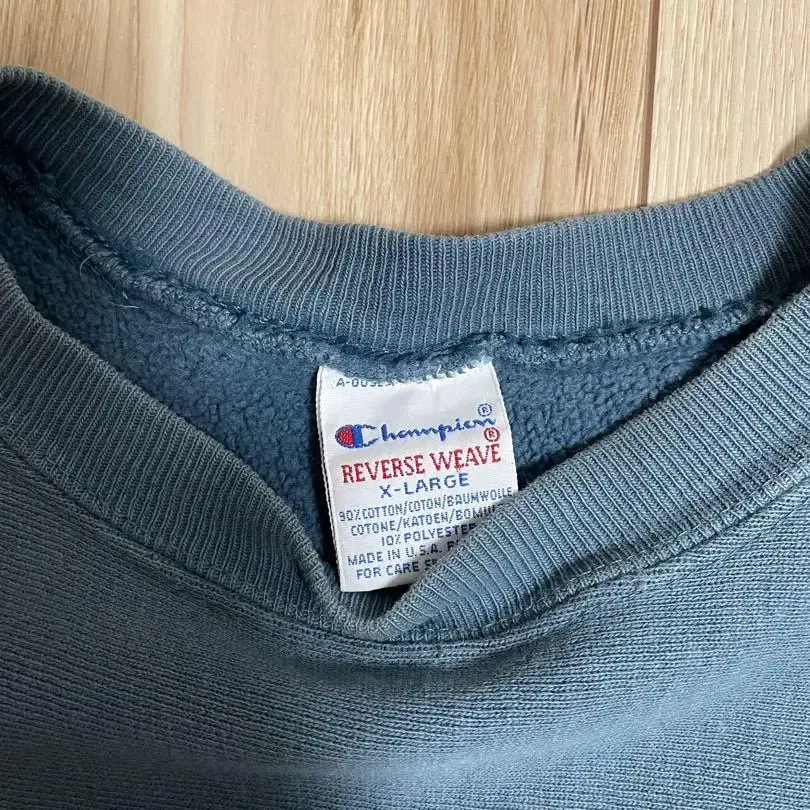 Champion®
REVERSE WEAVE®
X-LARGE
90% COTTON/COTON/BAUMWOLLE
COTONE/KATOEN/
10% POLYESTER
MADE IN U.S.A.
FOR CARE